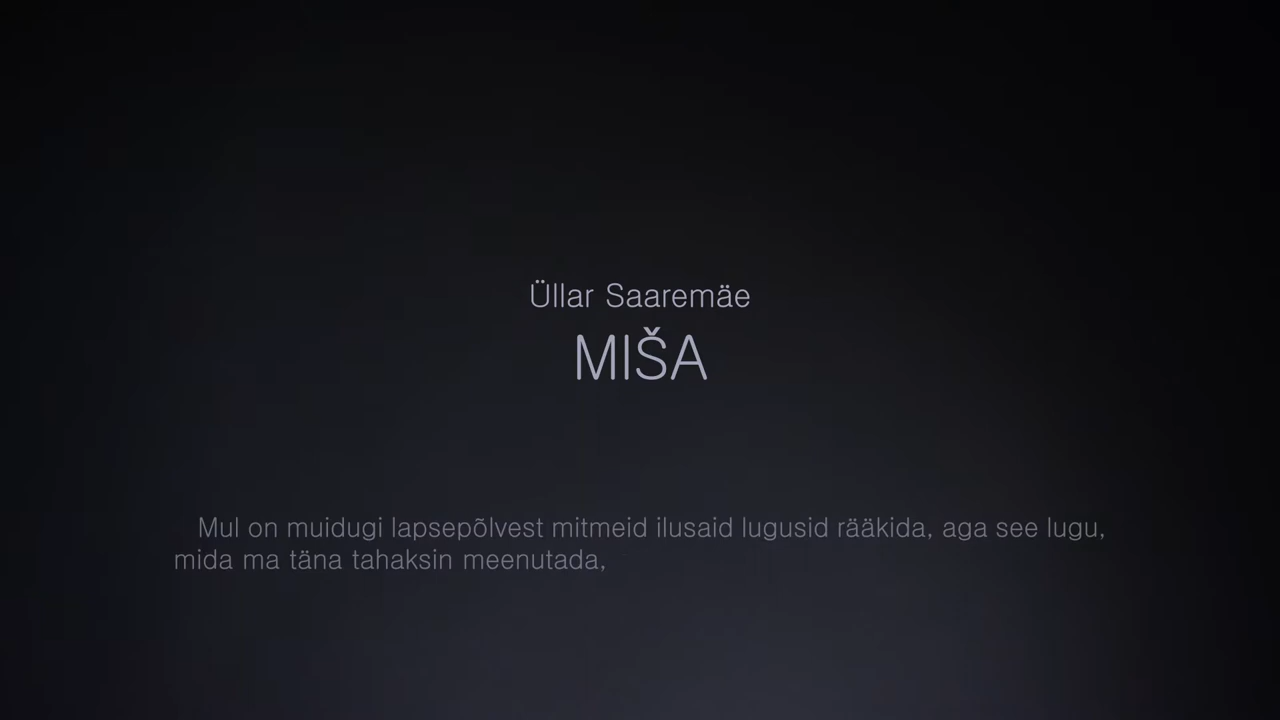 Üllar Saaremäe
MIŠA
Mul on muidugi lapsepõlvest mitmeid ilusaid lugusid rääkida, aga see lugu,
mida ma täna tahaksin meenutada,